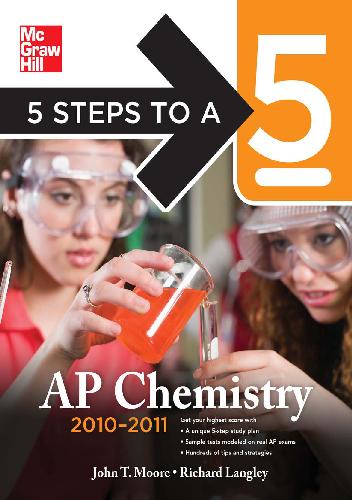 Mc
Graw
Hill
5 STEPS TO A
5
AP Chemistry
2010-2011
Get your highest score with
• A unique 5-step study plan
• Sample tests modeled on real AP exams
• Hundreds of tips and strategies
John T. Moore • Richard Langley